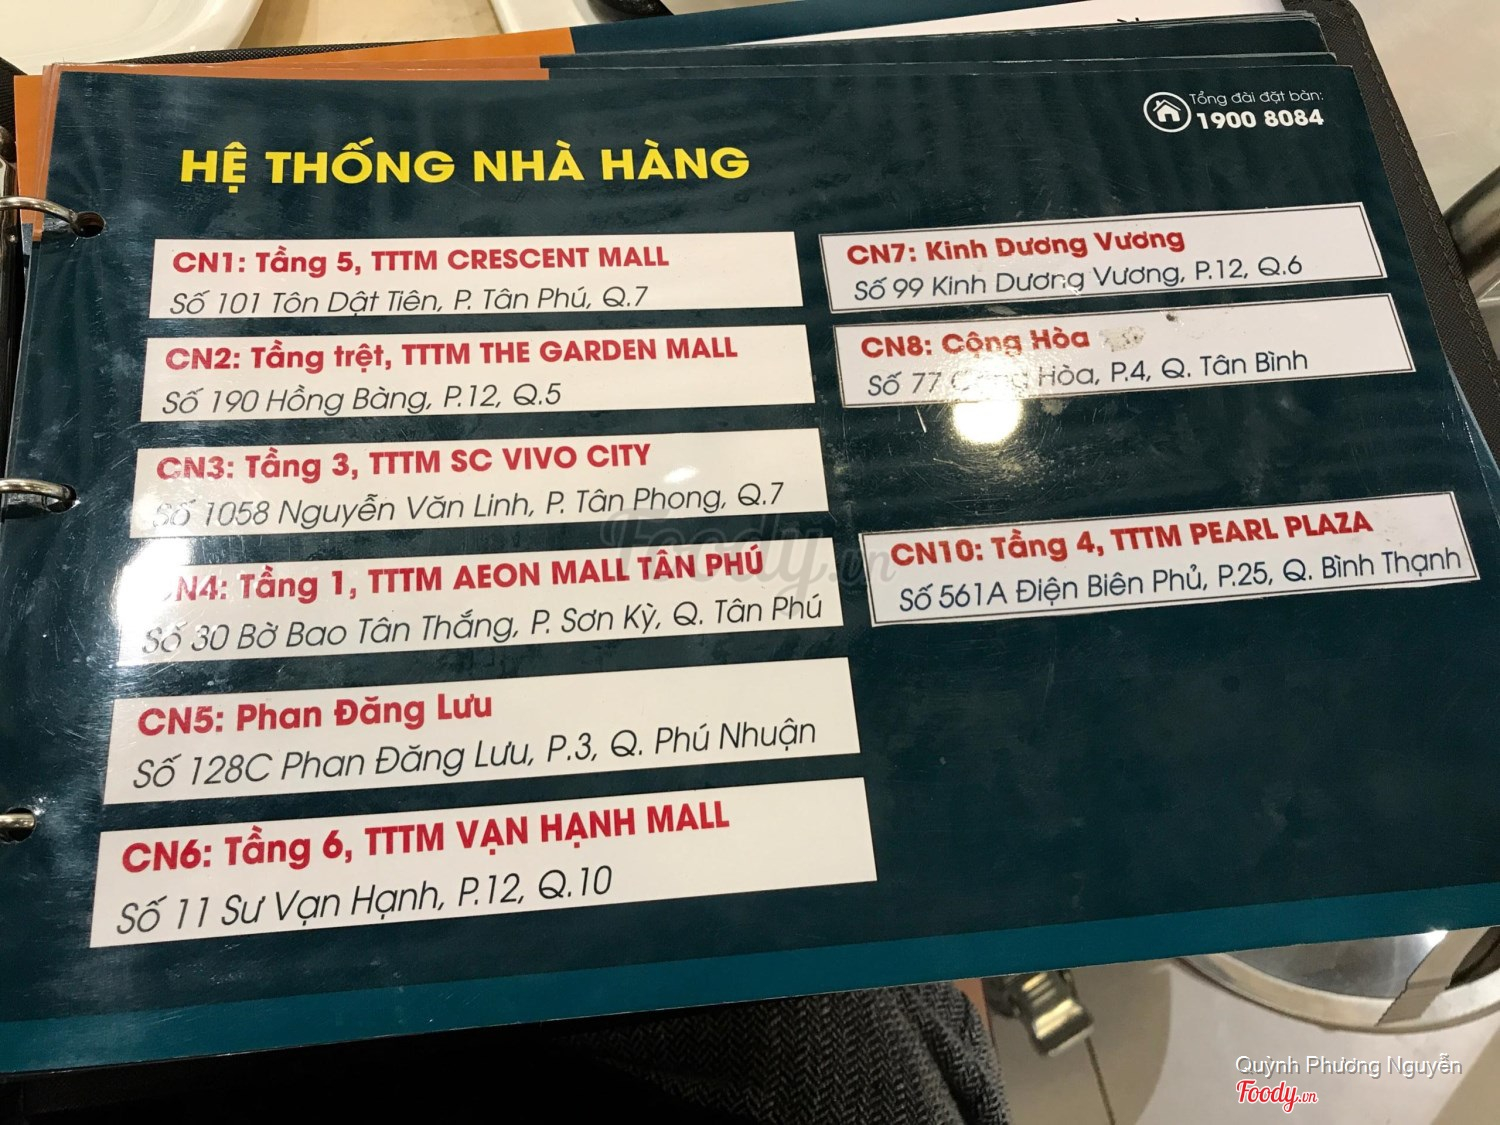 Tổng đài đặt bàn:
1900 8084
HỆ THỐNG NHÀ HÀNG
CN1: Tầng 5, TTTM CRESCENT MALL
Số 101 Tôn Dật Tiên, P. Tân Phú, Q.7
CN2: Tầng trệt, TTTM THE GARDEN MALL
Số 190 Hồng Bàng, P.12, Q.5
CN3: Tầng 3, TTTM SC VIVO CITY
Số 1058 Nguyễn Văn Linh, P. Tân Phong, Q.7
CN4: Tầng 1, TTTM AEON MALL TÂN PHÚ
Số 30 Bờ Bao Tân Thắng, P. Sơn Kỳ, Q. Tân Phú
CN5: Phan Đăng Lưu
Số 128C Phan Đăng Lưu, P.3, Q. Phú Nhuận
CN6: Tầng 6, TTTM VẠN HẠNH MALL
Số 11 Sư Vạn Hạnh, P.12, Q.10
CN7: Kinh Dương Vương
Số 99 Kinh Dương Vương, P.12, Q.6
CN8: Cộng Hòa
Số 77 Cộng Hòa, P.4, Q. Tân Bình
CN10: Tầng 4, TTTM PEARL PLAZA
Số 561A Điện Biên Phủ, P.25, Q. Bình Thạnh
Foody.vn
Quỳnh Phương Nguyễn
Foody.vn